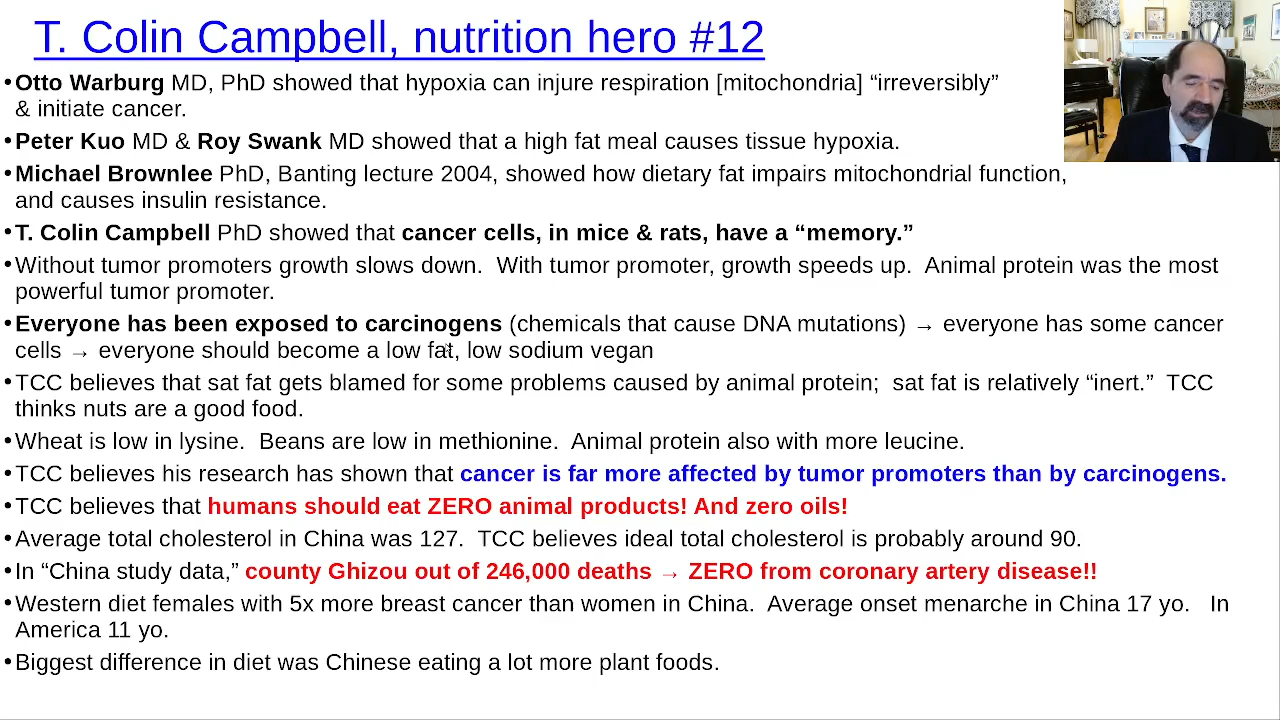 T. Colin Campbell, nutrition hero #12
•Otto Warburg MD, PhD showed that hypoxia can injure respiration [mitochondria] “irreversibly”
& initiate cancer.
•Peter Kuo MD & Roy Swank MD showed that a high fat meal causes tissue hypoxia.
•Michael Brownlee PhD, Banting lecture 2004, showed how dietary fat impairs mitochondrial function,
and causes insulin resistance.
•T. Colin Campbell PhD showed that cancer cells, in mice & rats, have a “memory.”
•Without tumor promoters growth slows down.  With tumor promoter, growth speeds up.  Animal protein was the most
powerful tumor promoter.
•Everyone has been exposed to carcinogens (chemicals that cause DNA mutations) → everyone has some cancer
cells → everyone should become a low fat, low sodium vegan
•TCC believes that sat fat gets blamed for some problems caused by animal protein;  sat fat is relatively “inert.”  TCC
thinks nuts are a good food.
•Wheat is low in lysine.  Beans are low in methionine.  Animal protein also with more leucine.
•TCC believes his research has shown that cancer is far more affected by tumor promoters than by carcinogens.
•TCC believes that humans should eat ZERO animal products! And zero oils!
•Average total cholesterol in China was 127.  TCC believes ideal total cholesterol is probably around 90.
•In “China study data,” county Ghizou out of 246,000 deaths → ZERO from coronary artery disease!!
•Western diet females with 5x more breast cancer than women in China.  Average onset menarche in China 17 yo.   In
America 11 yo.
•Biggest difference in diet was Chinese eating a lot more plant foods.